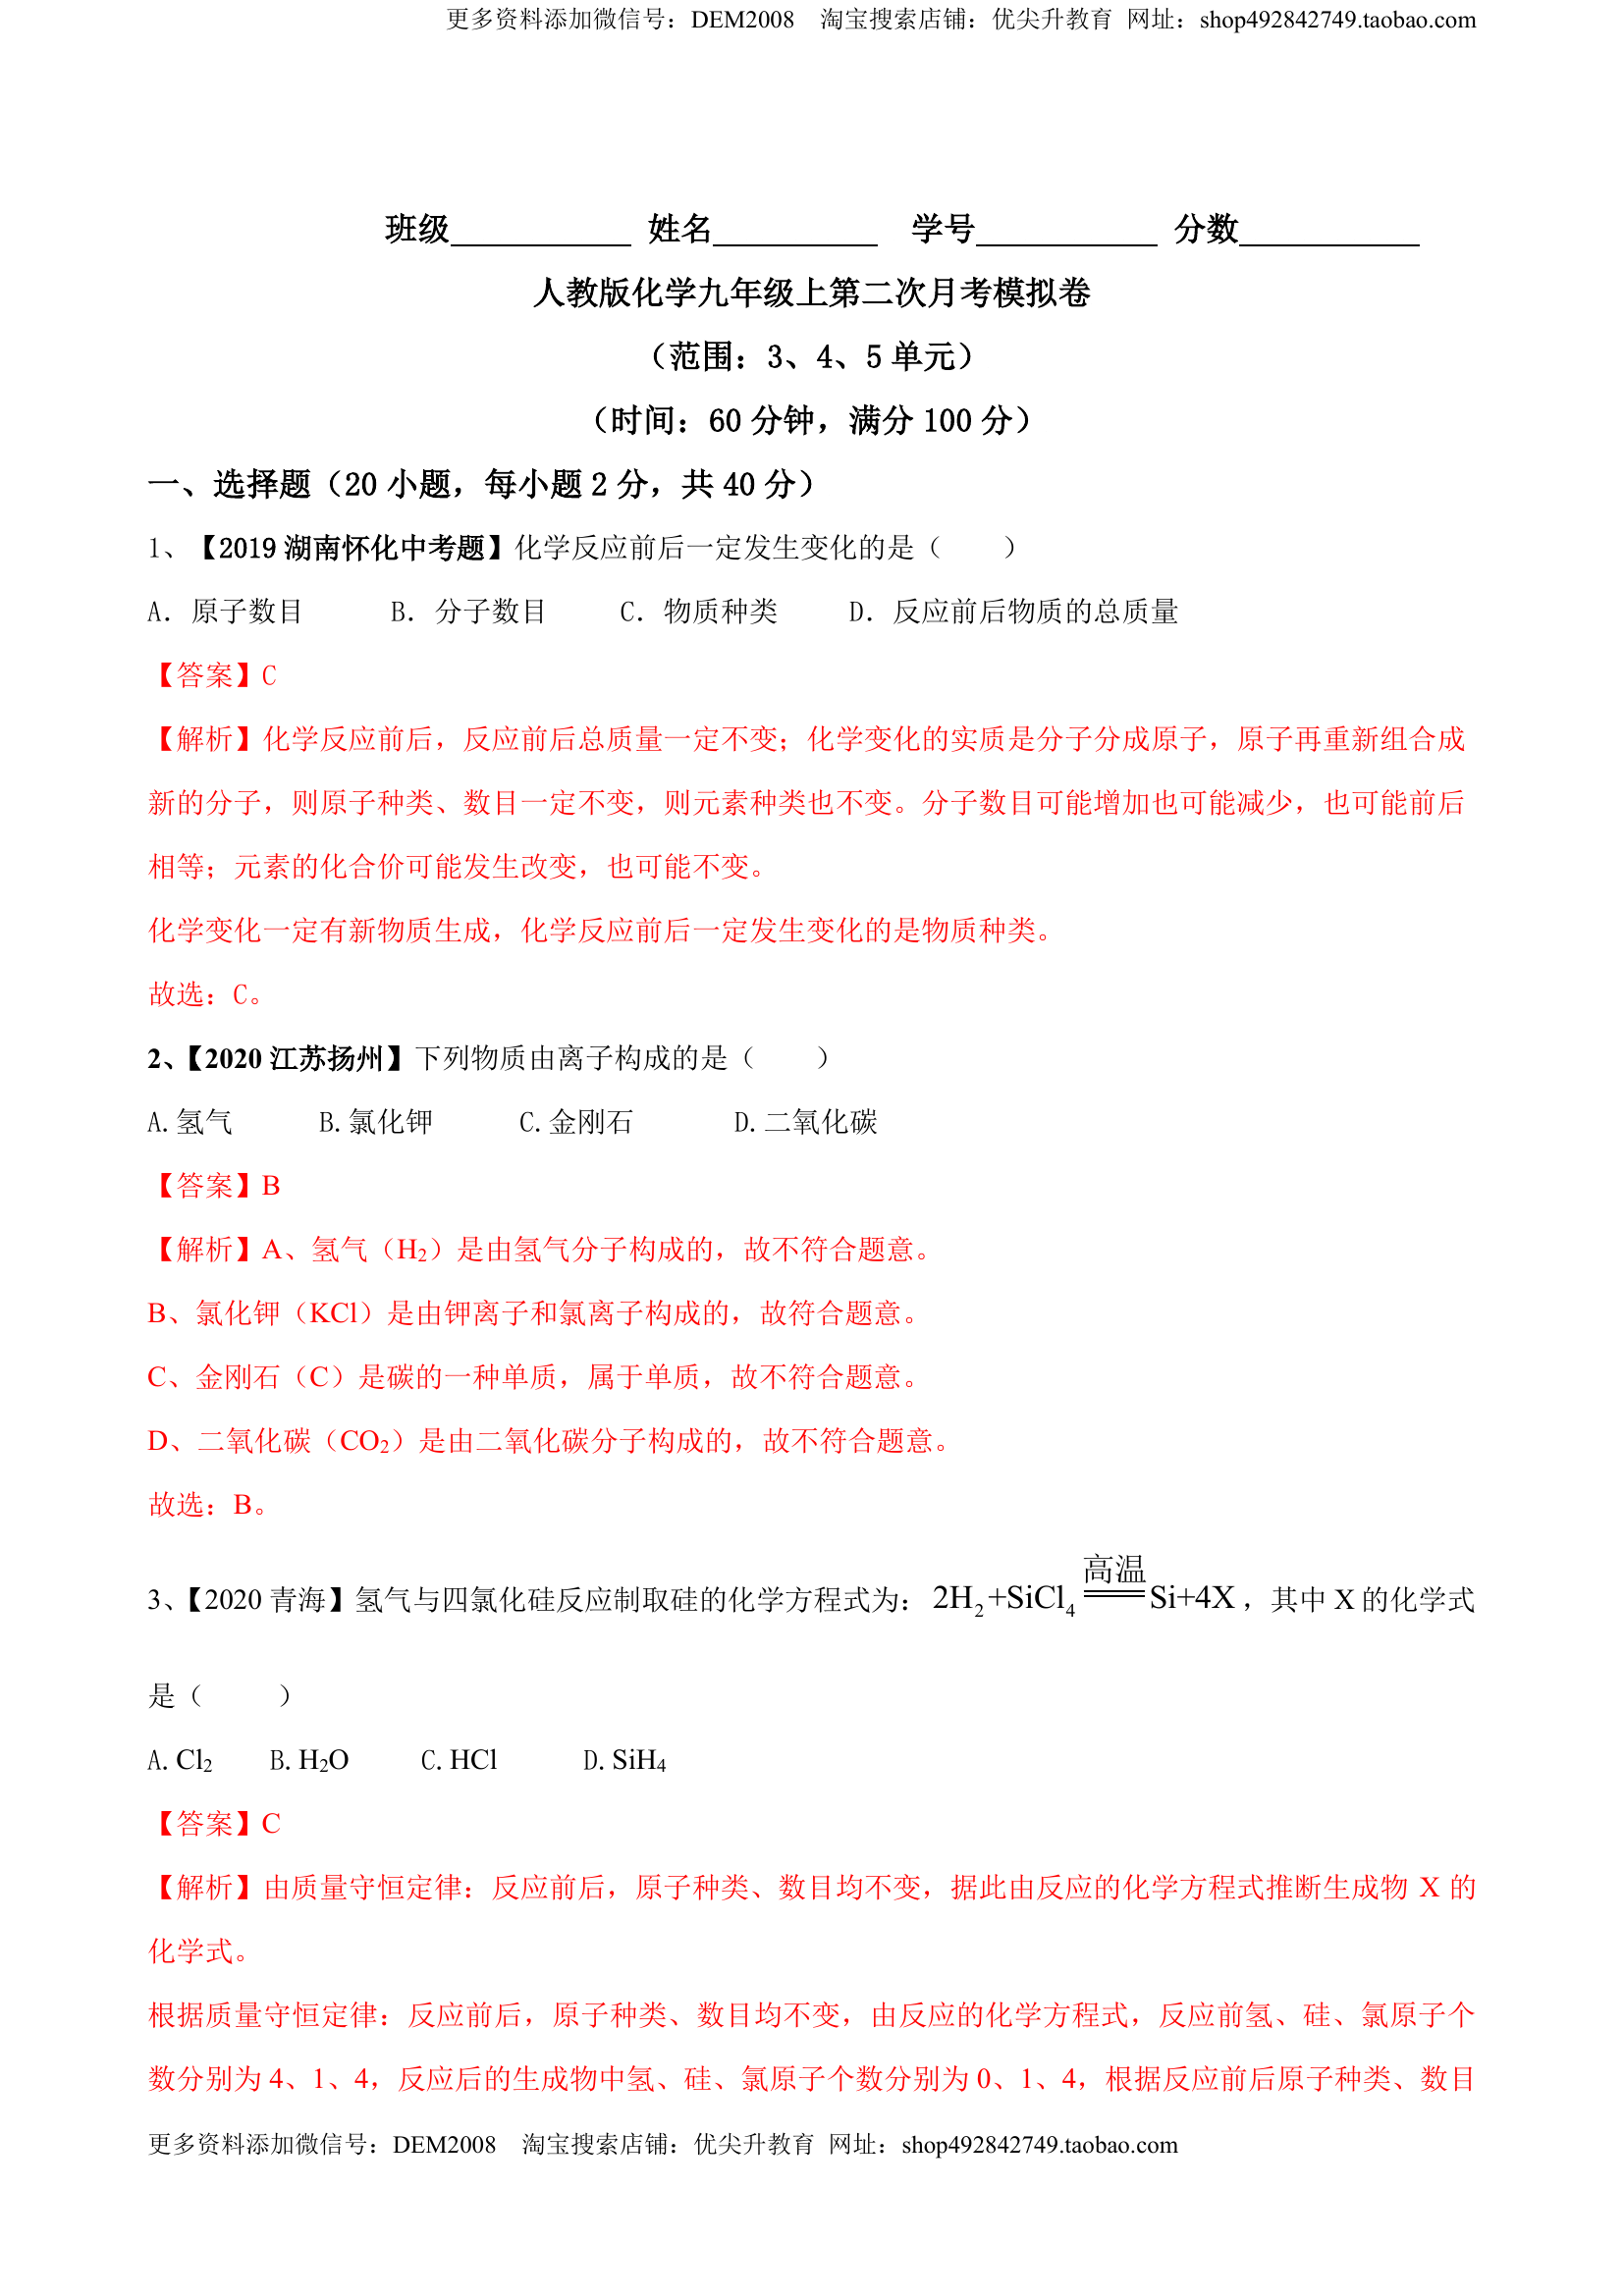 更多资料添加微信号：DEM2008 淘宝搜索店铺：优尖升教育 网址：shop492842749.taobao.com
班级__________ 姓名__________ 学号__________ 分数__________
人教版化学九年级上第二次月考模拟卷
（范围：3、4、5 单元）
（时间：60 分钟，满分 100 分）
一、选择题（20 小题，每小题 2 分，共 40 分）
1、【2019 湖南怀化中考题】化学反应前后一定发生变化的是（ ）
A．原子数目 B．分子数目 C．物质种类 D．反应前后物质的总质量
【答案】C
【解析】化学反应前后，反应前后总质量一定不变；化学变化的实质是分子分成原子，原子再重新组合成
新的分子，则原子种类、数目一定不变，则元素种类也不变。分子数目可能增加也可能减少，也可能前后
相等；元素的化合价可能发生改变，也可能不变。
化学变化一定有新物质生成，化学反应前后一定发生变化的是物质种类。
故选：C。
2、【2020 江苏扬州】下列物质由离子构成的是（ ）
A.氢气 B.氯化钾 C.金刚石 D.二氧化碳
【答案】B
【解析】A、氢气（H₂）是由氢气分子构成的，故不符合题意。
B、氯化钾（KCl）是由钾离子和氯离子构成的，故符合题意。
C、金刚石（C）是碳的一种单质，属于单质，故不符合题意。
D、二氧化碳（CO₂）是由二氧化碳分子构成的，故不符合题意。
故选：B。
3、【2020 青海】氢气与四氯化硅反应制取硅的化学方程式为：2H₂+SiCl₄ 高温 ══ Si+4X，其中 X 的化学式
是（ ）
A.Cl₂ B.H₂O C.HCl D.SiH₄
【答案】C
【解析】由质量守恒定律：反应前后，原子种类、数目均不变，据此由反应的化学方程式推断生成物 X 的
化学式。
根据质量守恒定律：反应前后，原子种类、数目均不变，由反应的化学方程式，反应前氢、硅、氯原子个
数分别为 4、1、4，反应后的生成物中氢、硅、氯原子个数分别为 0、1、4，根据反应前后原子种类、数目
更多资料添加微信号：DEM2008 淘宝搜索店铺：优尖升教育 网址：shop492842749.taobao.com